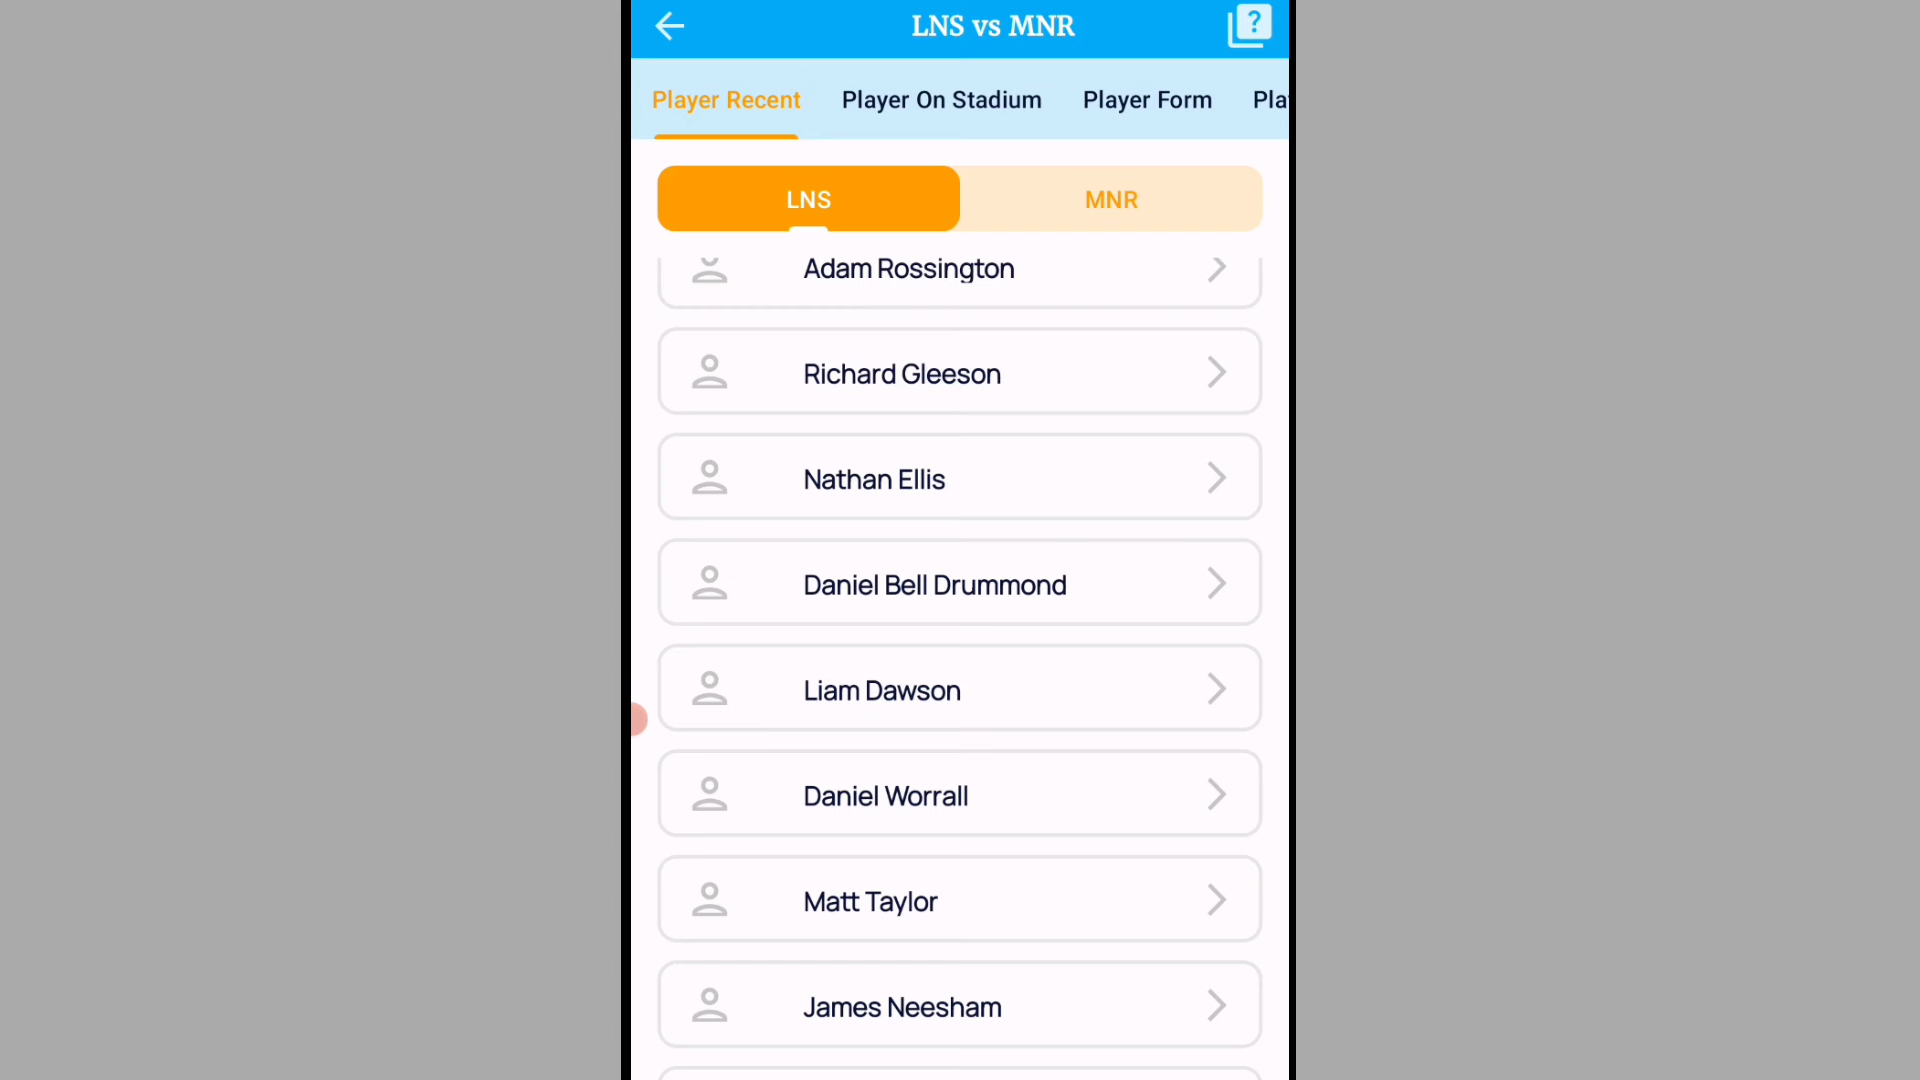 LNS vs MNR
?
Player Recent Player On Stadium Player Form Pla
LNS MNR
Adam Rossington
Richard Gleeson
Nathan Ellis
Daniel Bell Drummond
Liam Dawson
Daniel Worrall
Matt Taylor
James Neesham